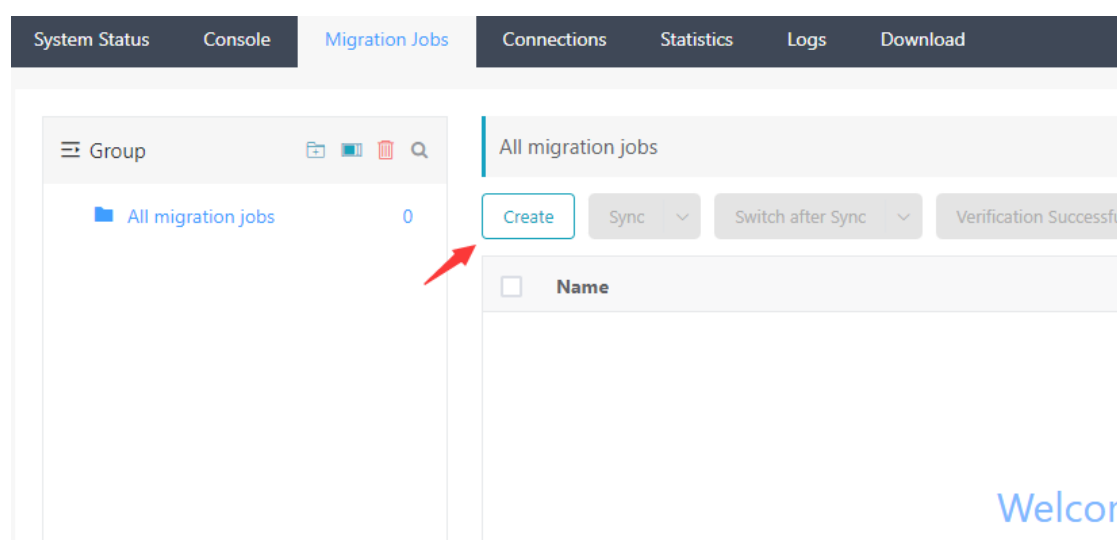 System Status Console Migration Jobs Connections Statistics Logs Download
Group
All migration jobs 0
All migration jobs
Create Sync Switch after Sync Verification
Name